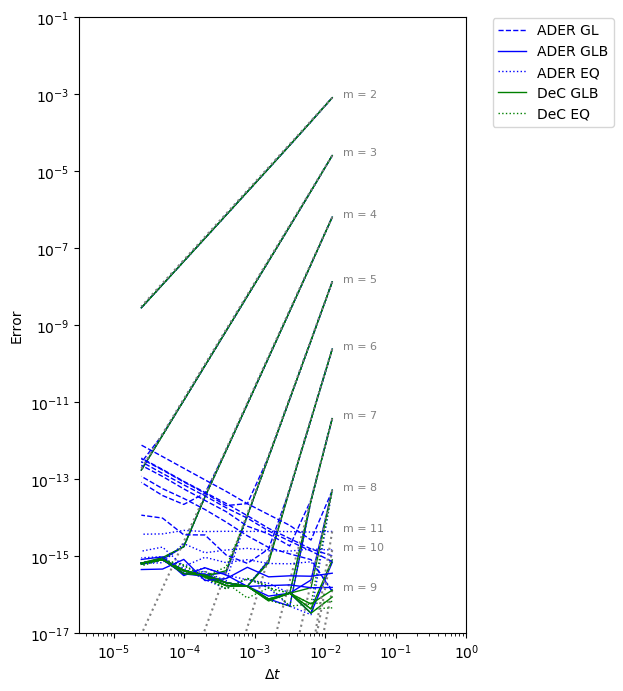 10⁻¹
10⁻³
10⁻⁵
10⁻⁷
10⁻⁹
10⁻¹¹
10⁻¹³
10⁻¹⁵
10⁻¹⁷
Error
m = 2
m = 3
m = 4
m = 5
m = 6
m = 7
m = 8
m = 11
m = 10
m = 9
10⁻⁵
10⁻⁴
10⁻³
10⁻²
10⁻¹
10⁰
Δt
ADER GL
ADER GLB
ADER EQ
DeC GLB
DeC EQ